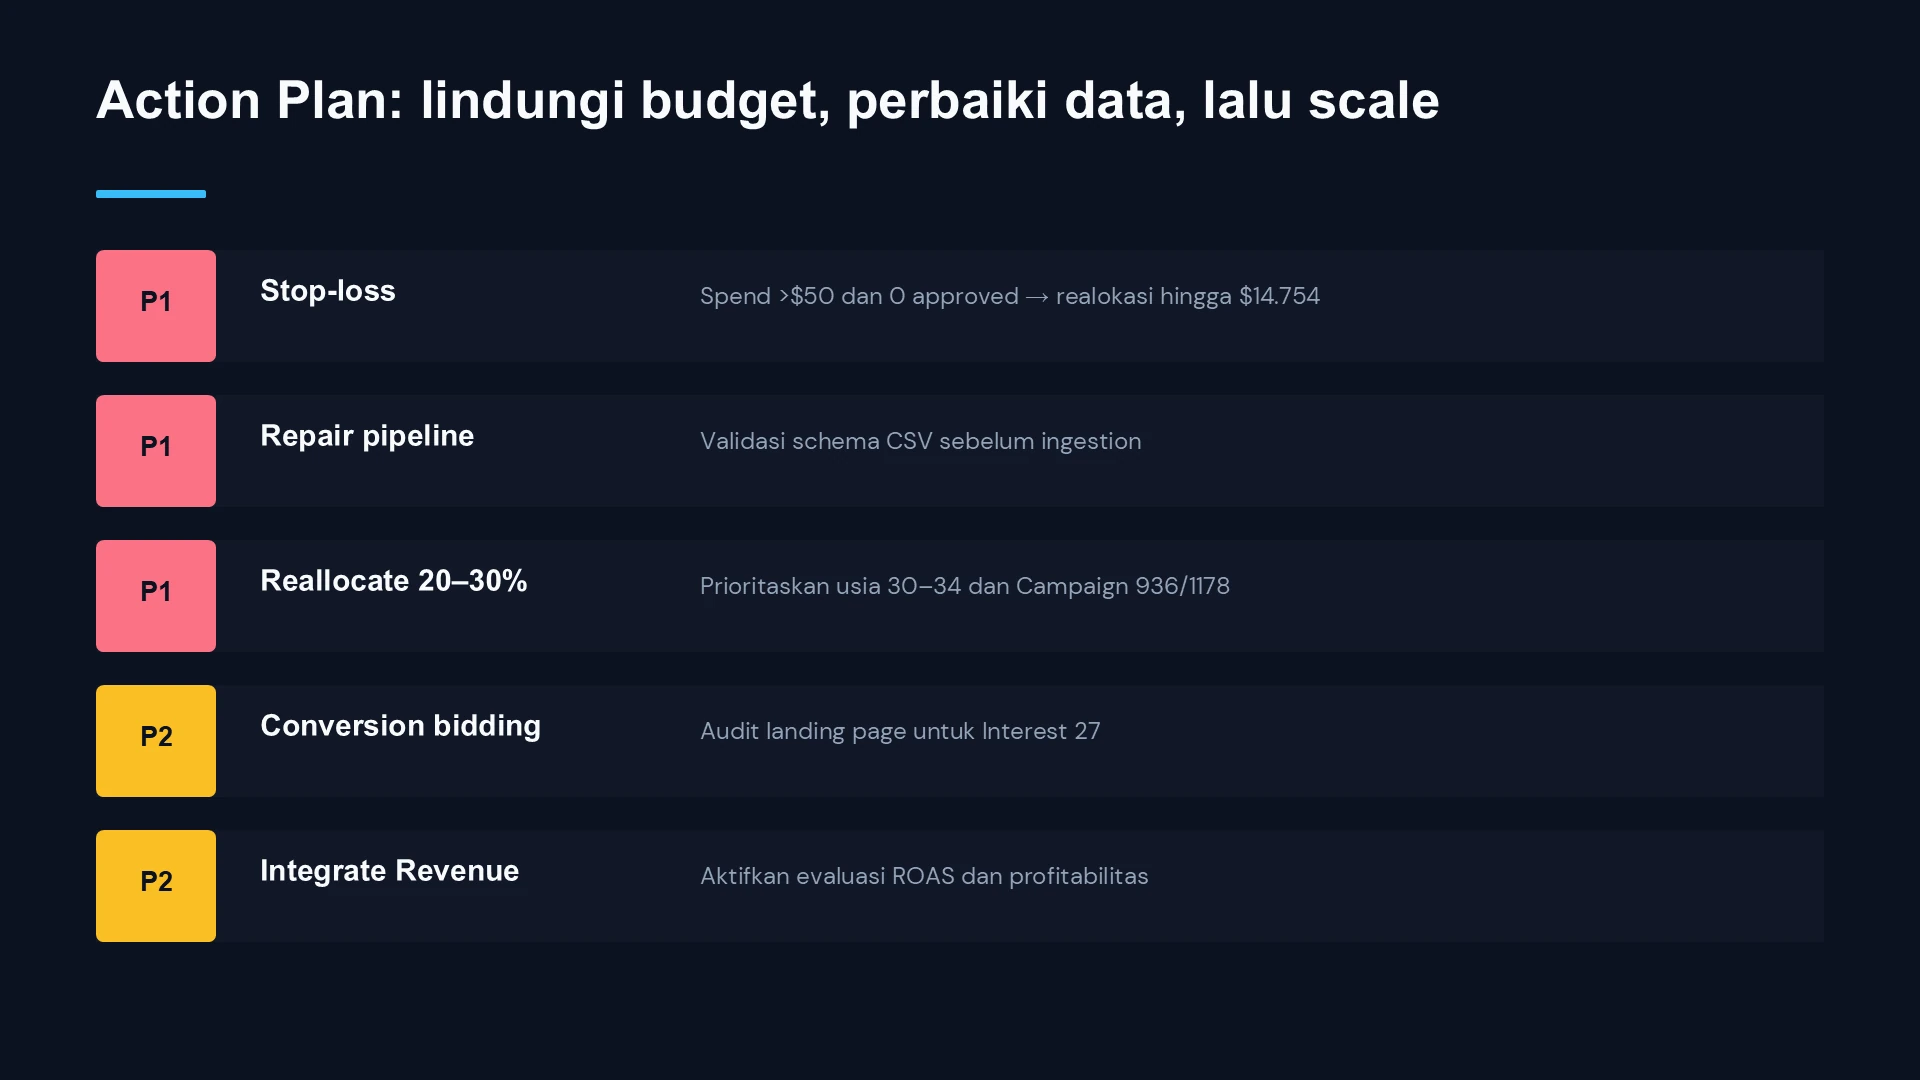 Action Plan: lindungi budget, perbaiki data, lalu scale
P1
Stop-loss
Spend >$50 dan 0 approved → realokasi hingga $14.754
P1
Repair pipeline
Validasi schema CSV sebelum ingestion
P1
Reallocate 20–30%
Prioritaskan usia 30–34 dan Campaign 936/1178
P2
Conversion bidding
Audit landing page untuk Interest 27
P2
Integrate Revenue
Aktifkan evaluasi ROAS dan profitabilitas